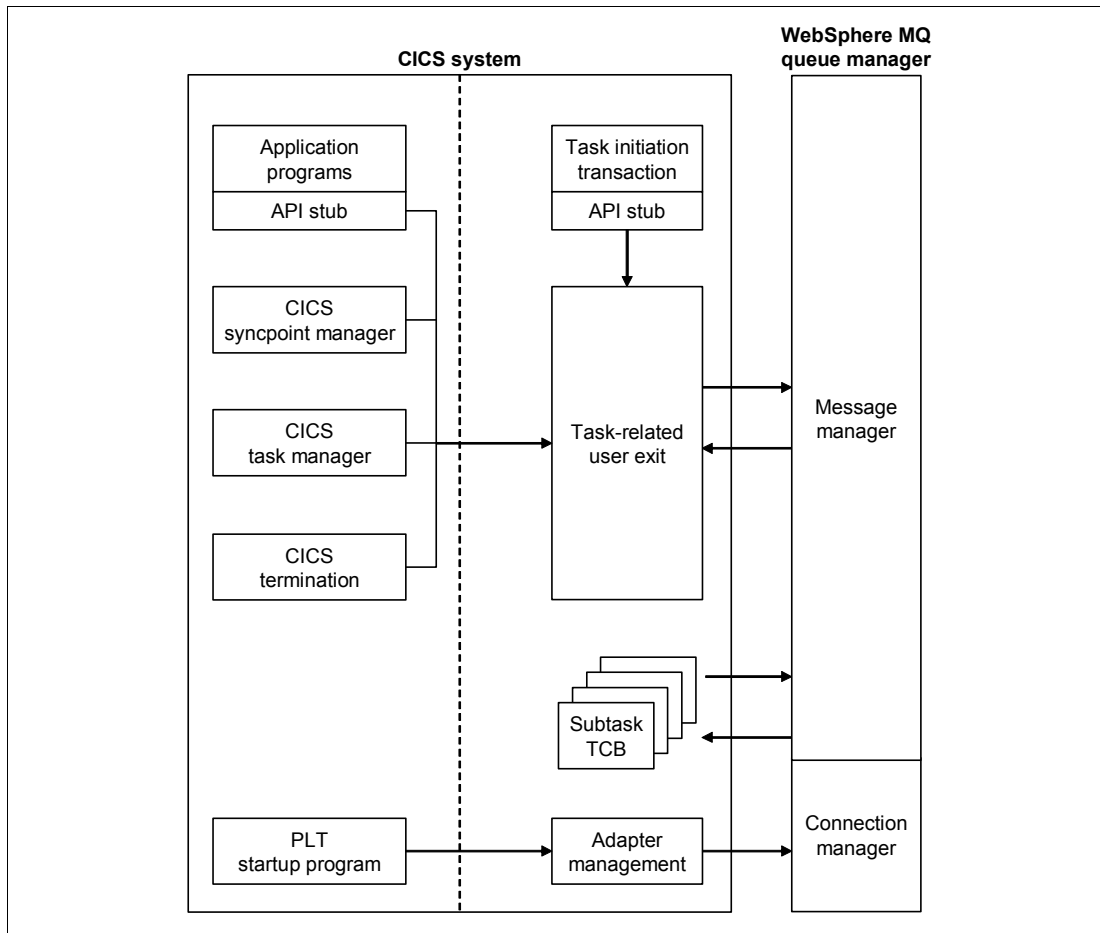 WebSphere MQ
queue manager
CICS system
Application
programs
API stub
Task initiation
transaction
API stub
CICS
syncpoint manager
CICS
task manager
CICS
termination
Task-related
user exit
Message
manager
Subtask
TCB
PLT
startup program
Adapter
management
Connection
manager